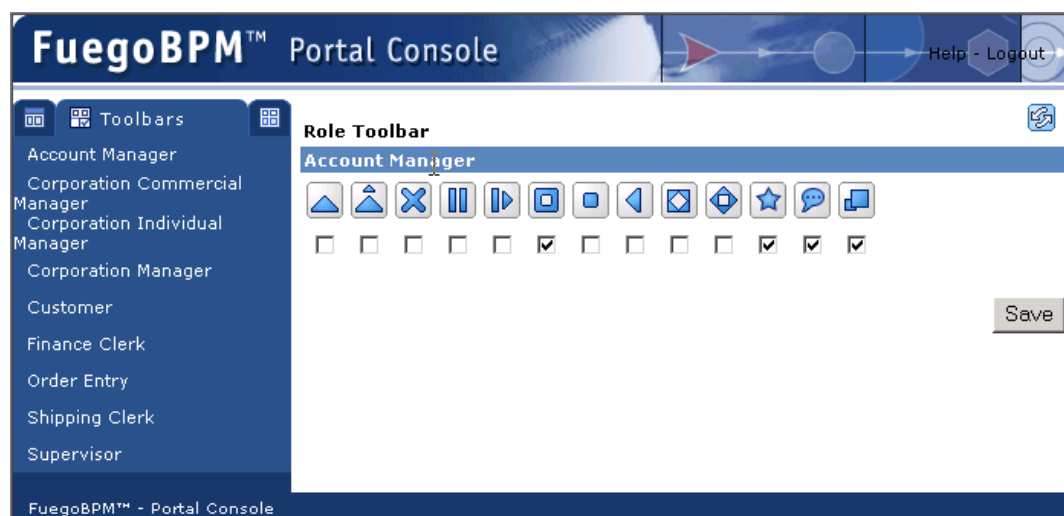 FuegoBPM™ Portal Console
Help - Logout
Toolbars
Account Manager
Corporation Commercial
Manager
Corporation Individual
Manager
Corporation Manager
Customer
Finance Clerk
Order Entry
Shipping Clerk
Supervisor
FuegoBPM™ - Portal Console
Role Toolbar
Account Manager
Save